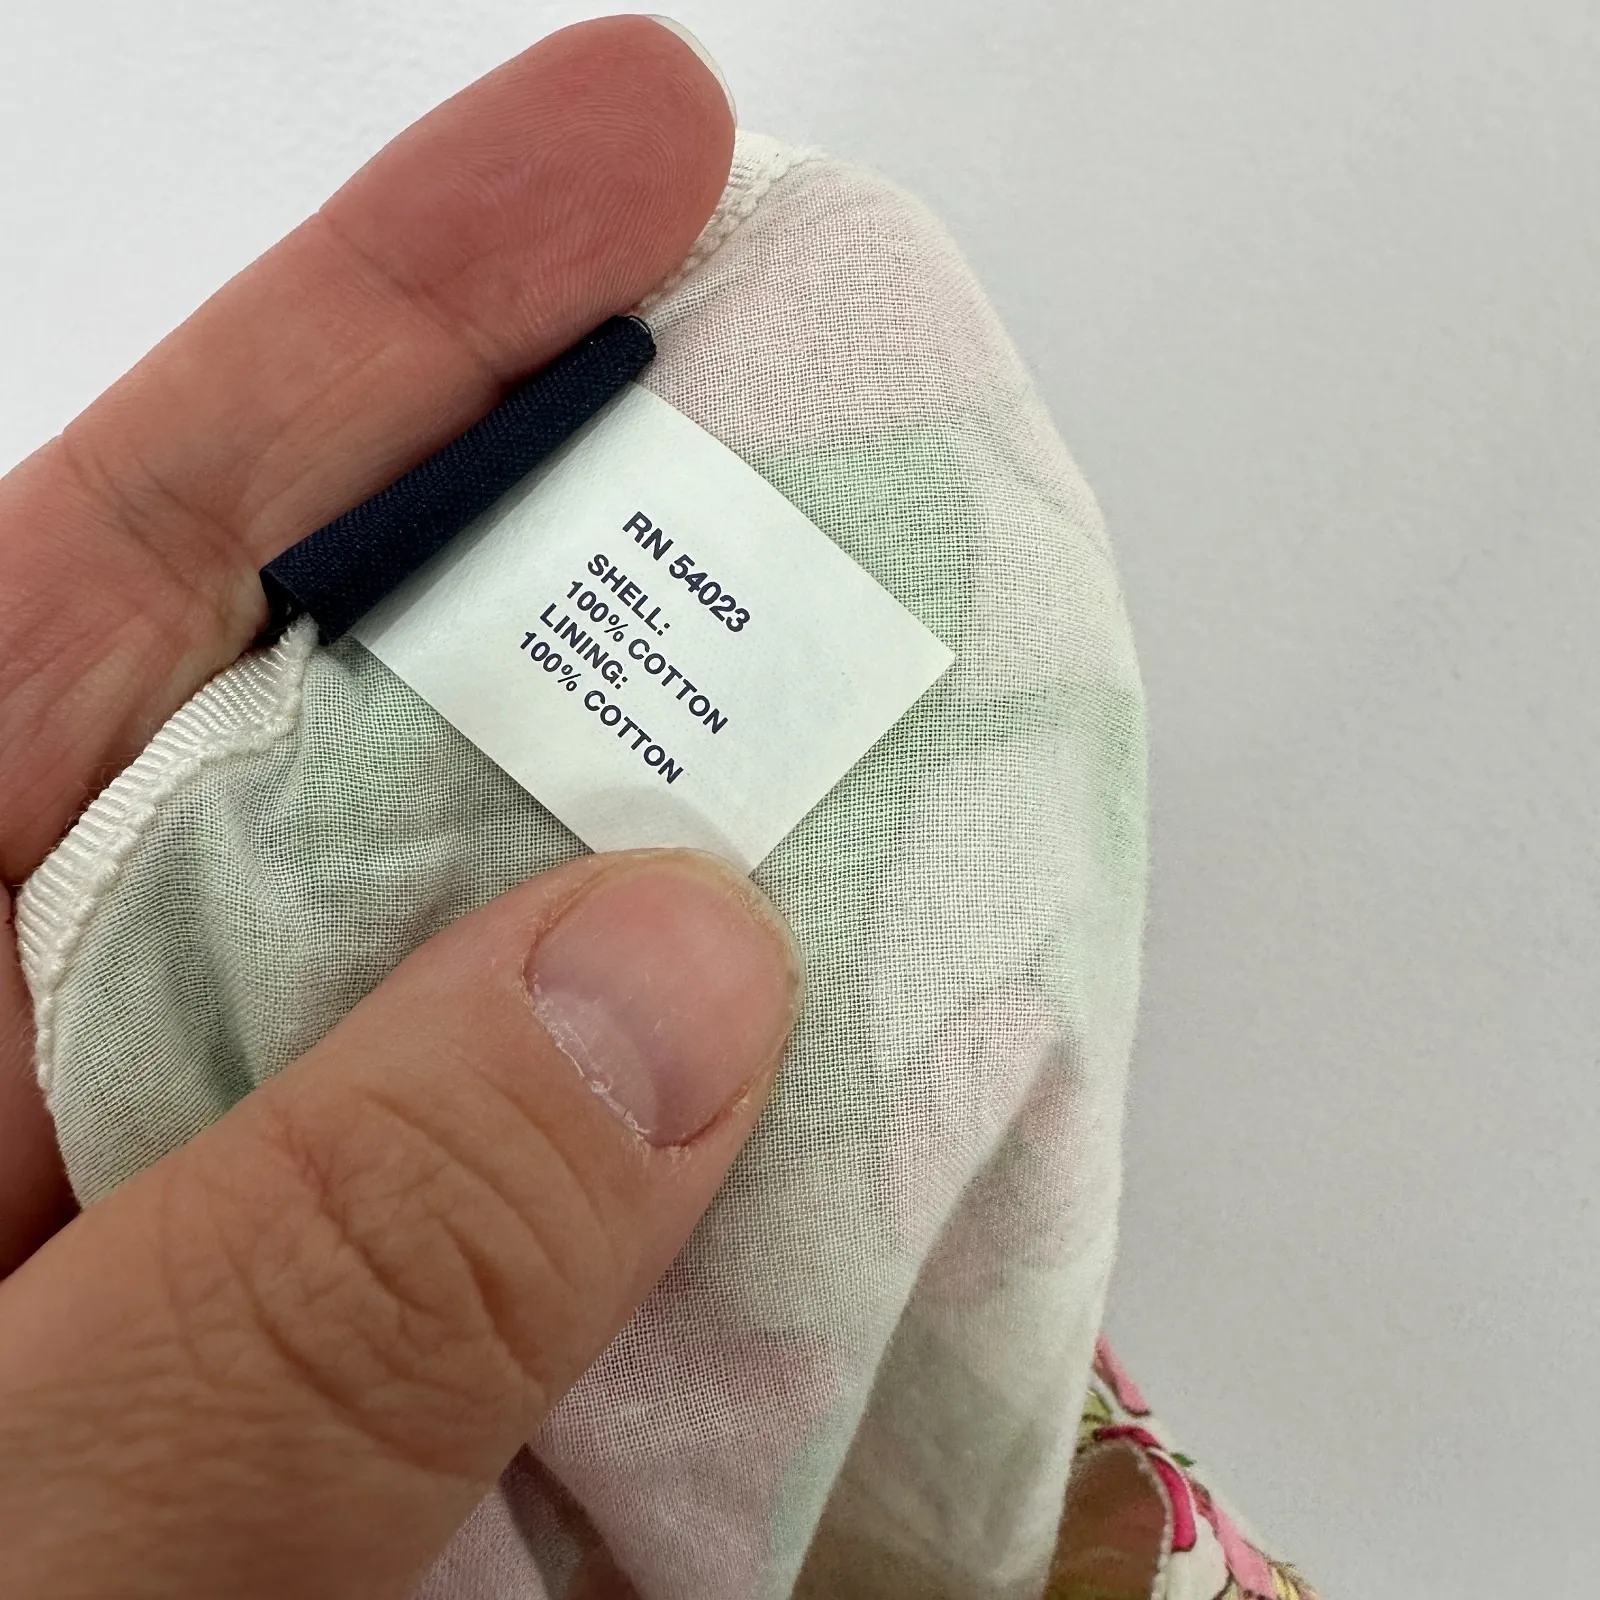 RN 54023
SHELL:
100% COTTON
LINING:
100% COTTON